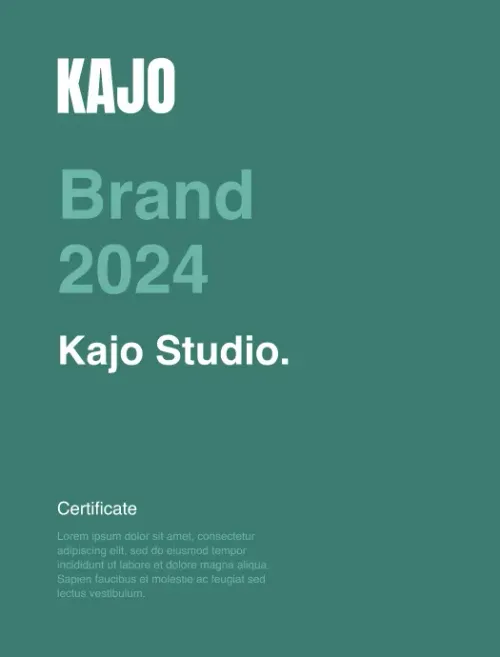 KAJO
Brand
2024
Kajo Studio.
Certificate
Lorem ipsum dolor sit amet, consectetur
adipiscing elit, sed do eiusmod tempor
incididunt ut labore et dolore magna aliqua.
Sapien faucibus et molestie ac feugiat sed
lectus vestibulum.